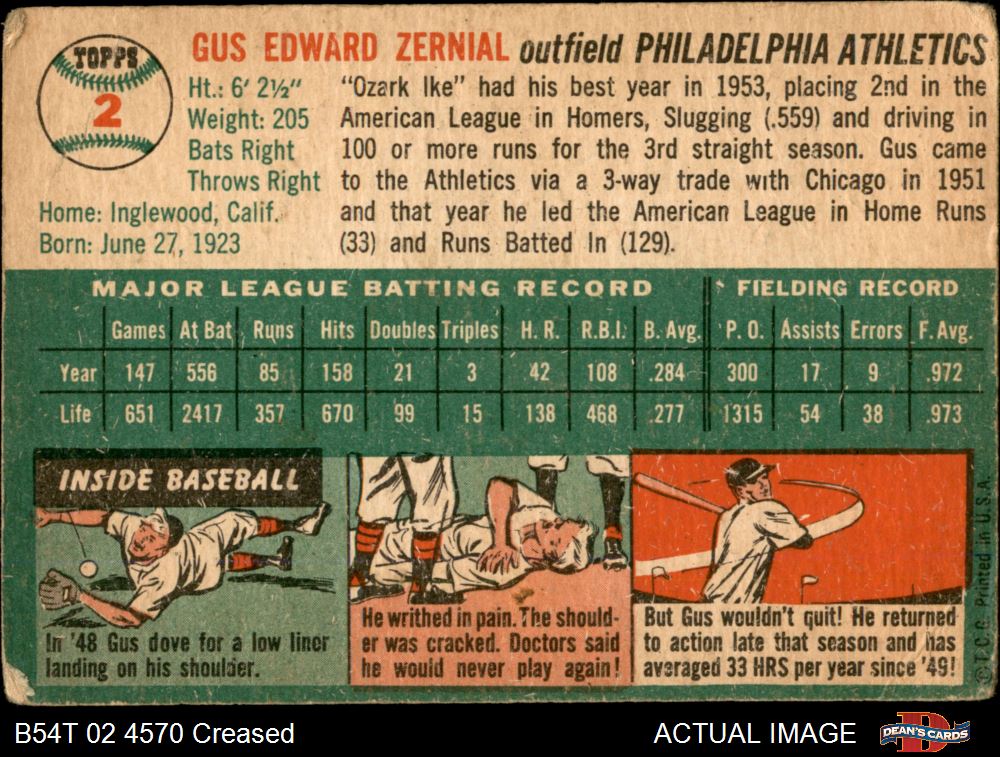 TOPPS
2
GUS EDWARD ZERNIAL outfield PHILADELPHIA ATHLETICS
Ht.: 6' 2½"
Weight: 205
Bats Right
Throws Right
Home: Inglewood, Calif.
Born: June 27, 1923
"Ozark Ike" had his best year in 1953, placing 2nd in the
American League in Homers, Slugging (.559) and driving in
100 or more runs for the 3rd straight season. Gus came
to the Athletics via a 3-way trade with Chicago in 1951
and that year he led the American League in Home Runs
(33) and Runs Batted In (129).
MAJOR LEAGUE BATTING RECORD FIELDING RECORD
Games At Bat Runs Hits Doubles Triples H. R. R.B.I. B. Avg. P. O. Assists Errors F. Avg.
Year 147 556 85 158 21 3 42 108 .284 300 17 9 .972
Life 651 2417 357 670 99 15 138 468 .277 1315 54 38 .973
INSIDE BASEBALL
In '48 Gus dove for a low liner
landing on his shoulder.
He writhed in pain. The should-
er was cracked. Doctors said
he would never play again!
But Gus wouldn't quit! He returned
to action late that season and has
averaged 33 HRS per year since '49!
© T.C.G. Printed in U.S.A.
B54T 02 4570 Creased
ACTUAL IMAGE
D
DEAN'S CARDS